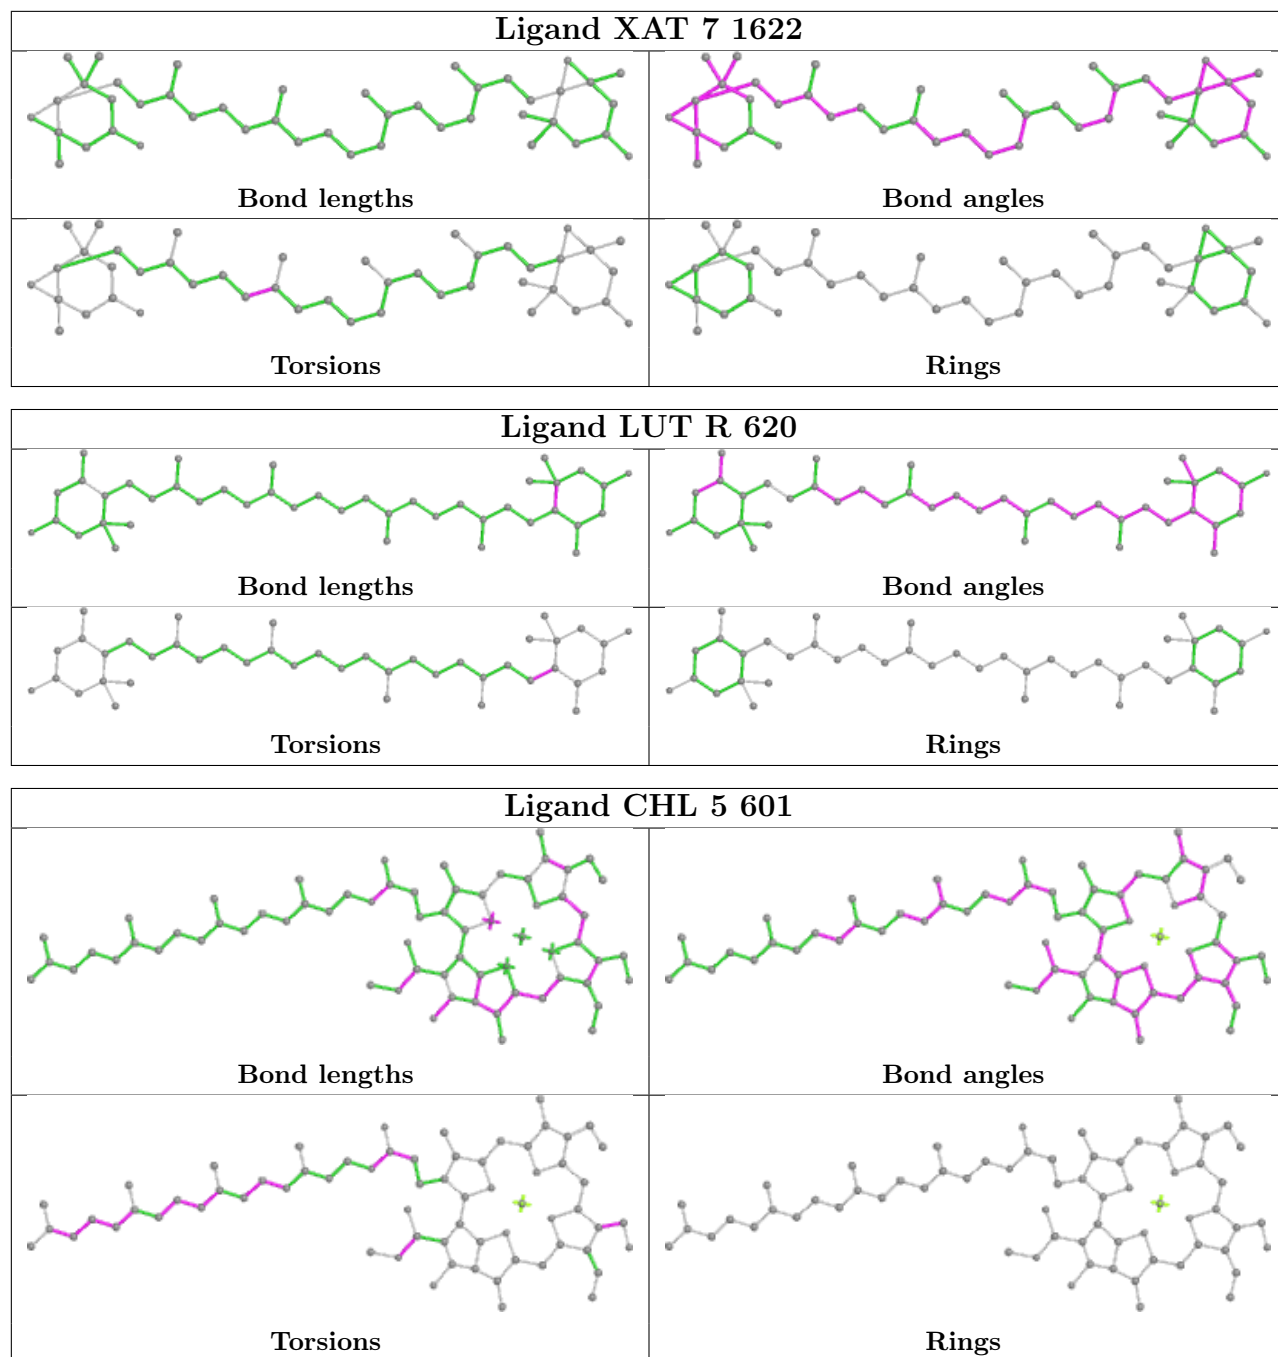 Ligand XAT 7 1622
Bond lengths
Bond angles
Torsions
Rings
Ligand LUT R 620
Bond lengths
Bond angles
Torsions
Rings
Ligand CHL 5 601
Bond lengths
Bond angles
Torsions
Rings